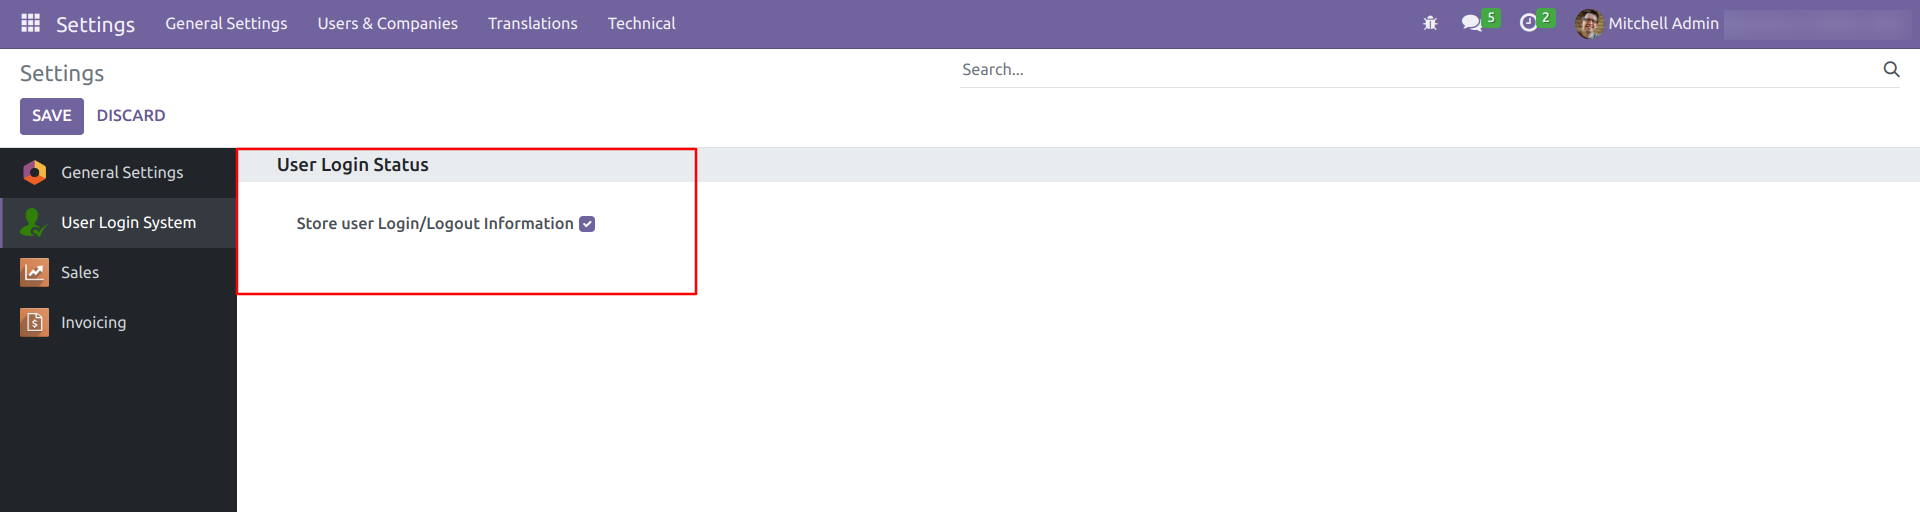 Settings General Settings Users & Companies Translations Technical 5 2 Mitchell Admin
Settings
Search...
SAVE DISCARD
General Settings
User Login System
Sales
Invoicing
User Login Status
Store user Login/Logout Information